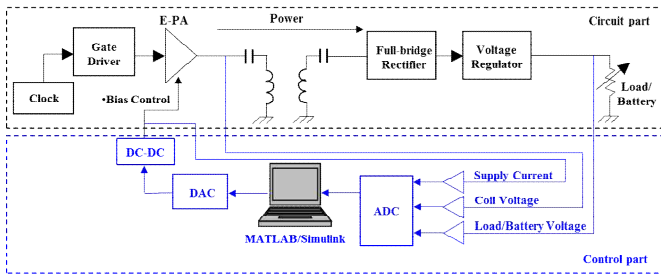 E-PA
Power
Circuit part
Gate
Driver
Full-bridge
Rectifier
Voltage
Regulator
Clock
•Bias Control
Load/
Battery
DC-DC
DAC
MATLAB/Simulink
ADC
Supply Current
Coil Voltage
Load/Battery Voltage
Control part